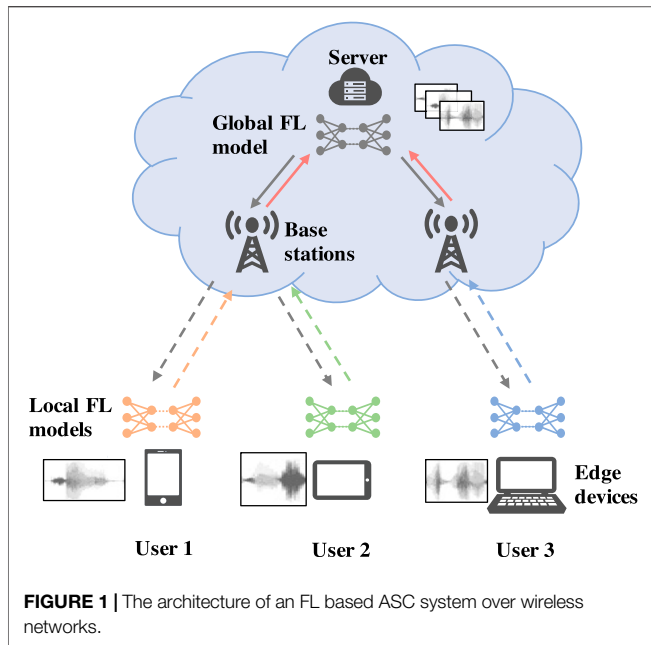 Server
Global FL
model
Base
stations
Local FL
models
Edge
devices
User 1
User 2
User 3
FIGURE 1 | The architecture of an FL based ASC system over wireless
networks.